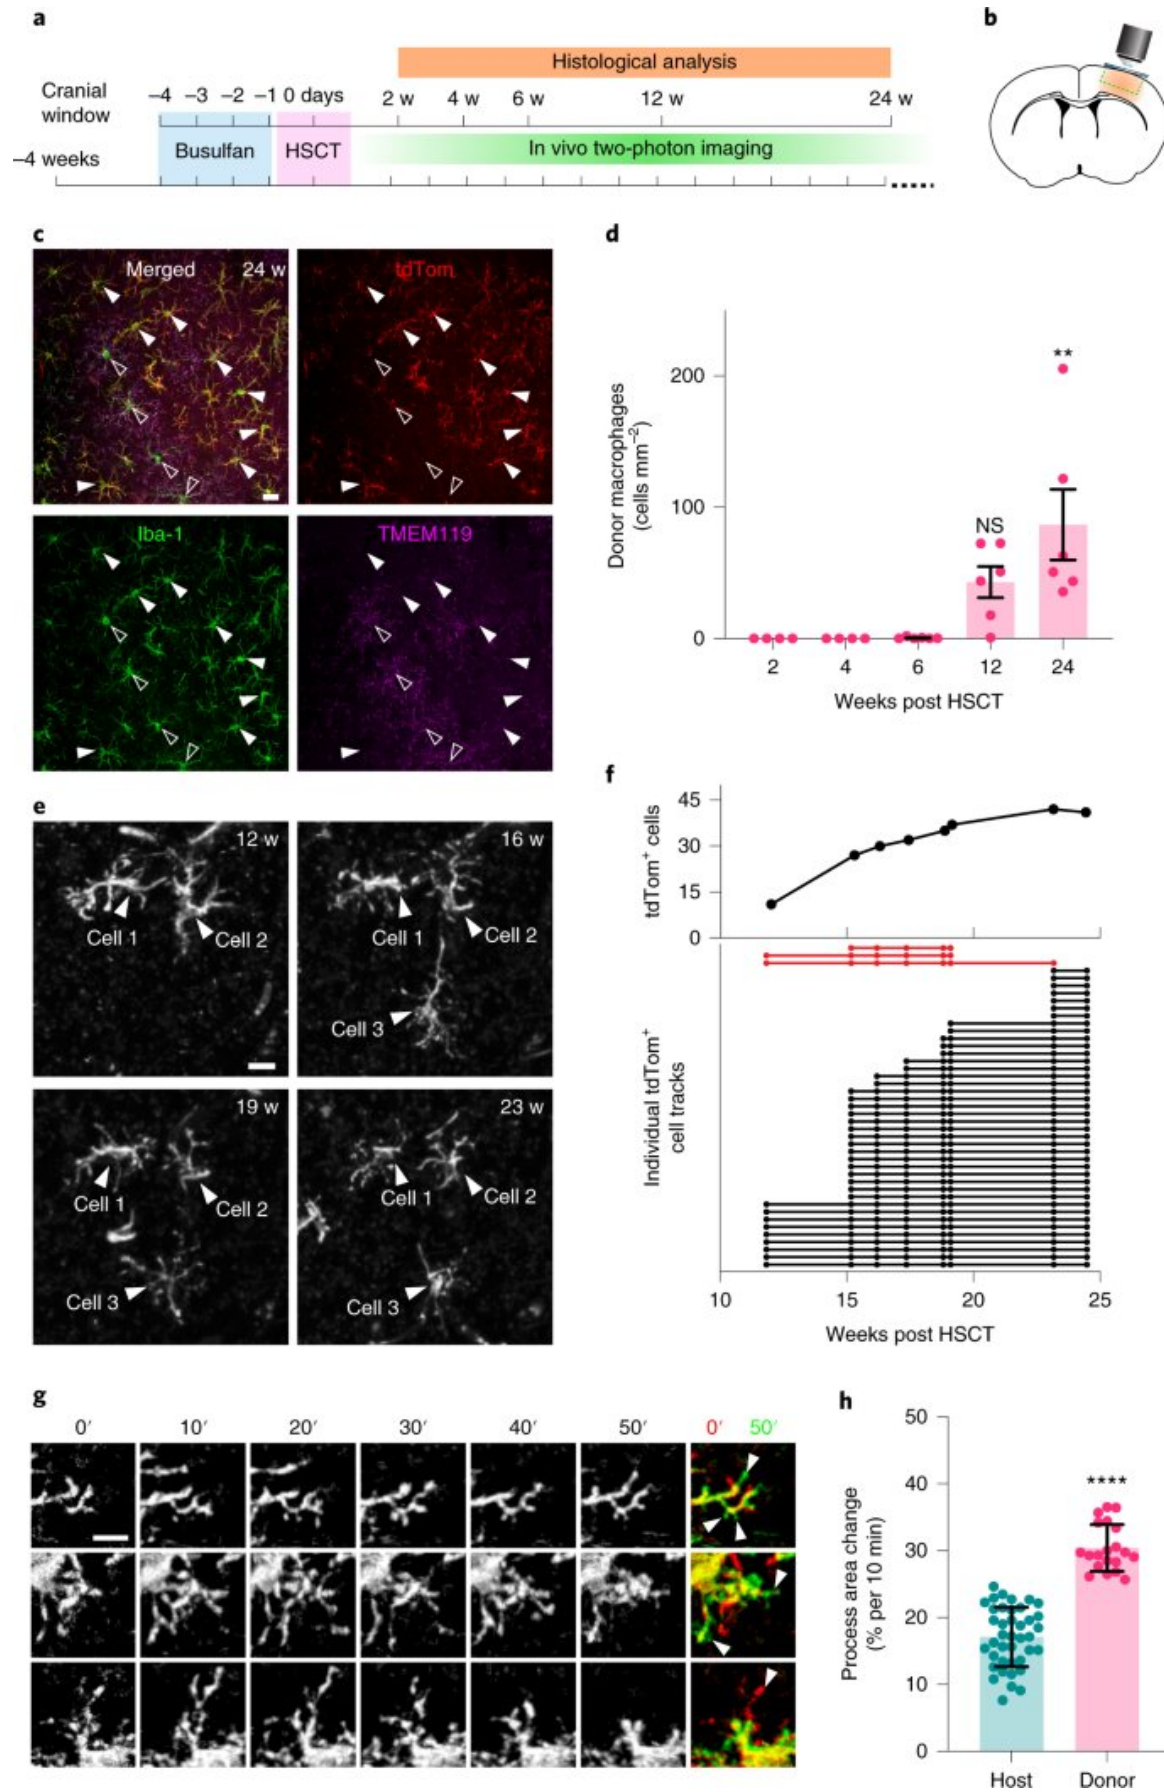 a
Histological analysis
Cranial window
−4 −3 −2 −1 0 days
2 w 4 w 6 w 12 w 24 w
−4 weeks
Busulfan
HSCT
In vivo two-photon imaging
b
c
Merged 24 w
tdTom
Iba-1
TMEM119
d
Donor macrophages
(cells mm−2)
200
100
0
NS
**
2 4 6 12 24
Weeks post HSCT
e
12 w
Cell 1
Cell 2
16 w
Cell 1
Cell 2
Cell 3
19 w
Cell 1
Cell 2
Cell 3
23 w
Cell 1
Cell 2
Cell 3
f
tdTom+ cells
45
30
15
0
Individual tdTom+
cell tracks
10 15 20 25
Weeks post HSCT
g
0′ 10′ 20′ 30′ 40′ 50′ 0′ 50′
h
Process area change
(% per 10 min)
50
40
30
20
10
0
****
Host Donor